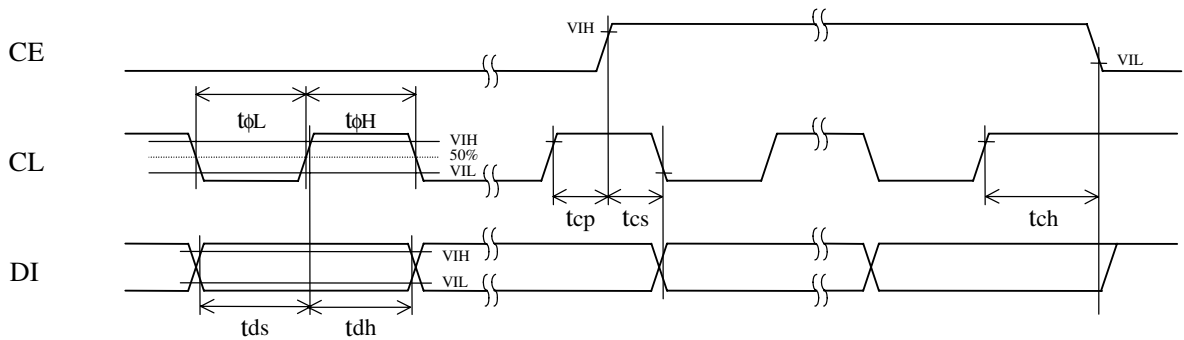 CE
VIH
VIL
tϕL
tϕH
CL
VIH
50%
VIL
tcp
tcs
tch
DI
VIH
VIL
tds
tdh